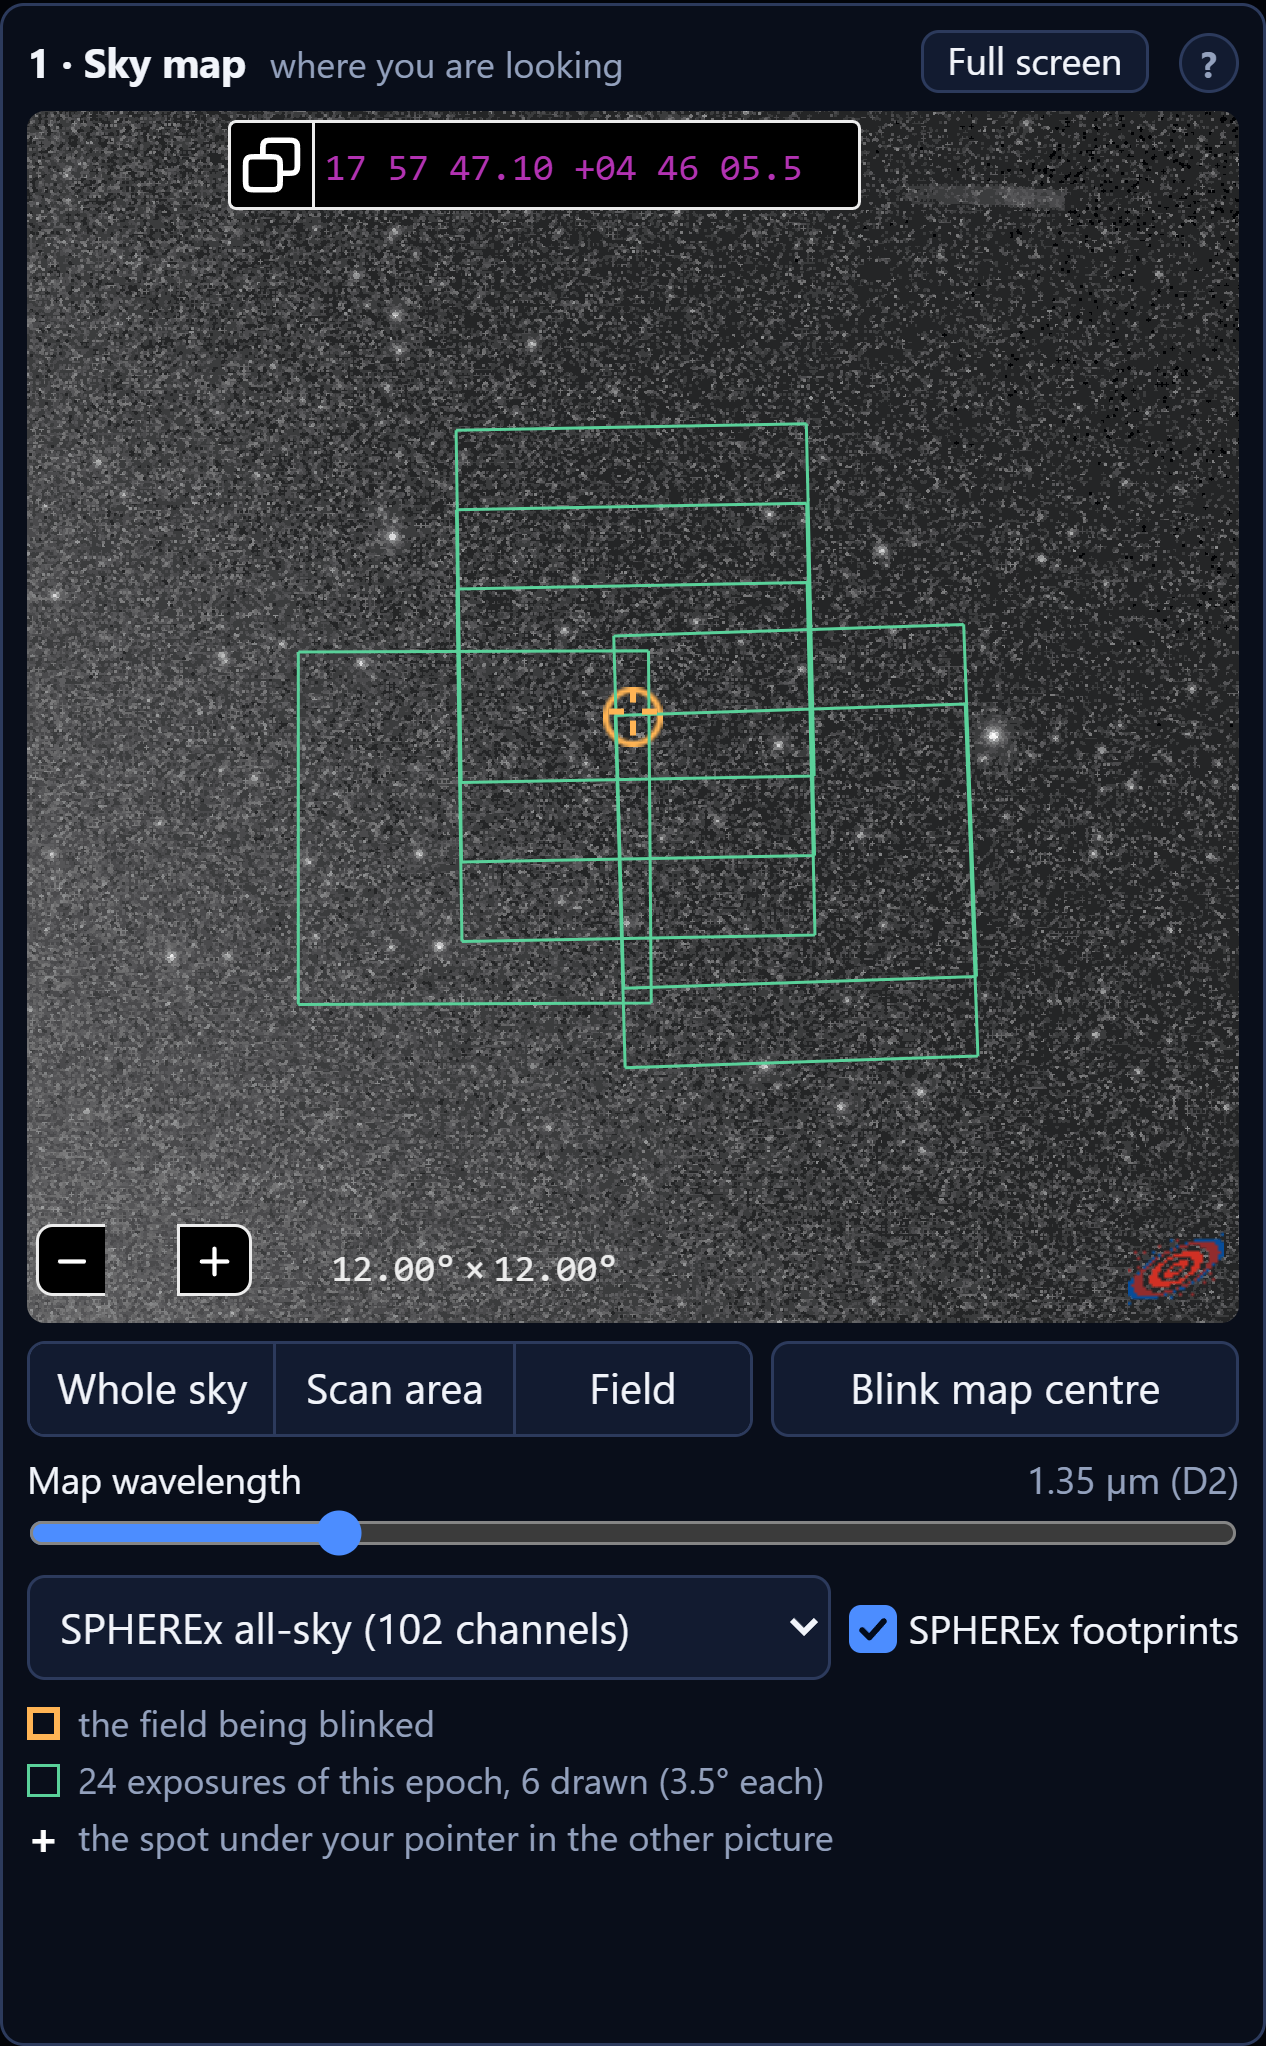 1 · Sky map where you are looking Full screen ?
17 57 47.10 +04 46 05.5
− + 12.00° × 12.00°
Whole sky Scan area Field Blink map centre
Map wavelength 1.35 µm (D2)
SPHEREx all-sky (102 channels) SPHEREx footprints
the field being blinked
24 exposures of this epoch, 6 drawn (3.5° each)
+ the spot under your pointer in the other picture